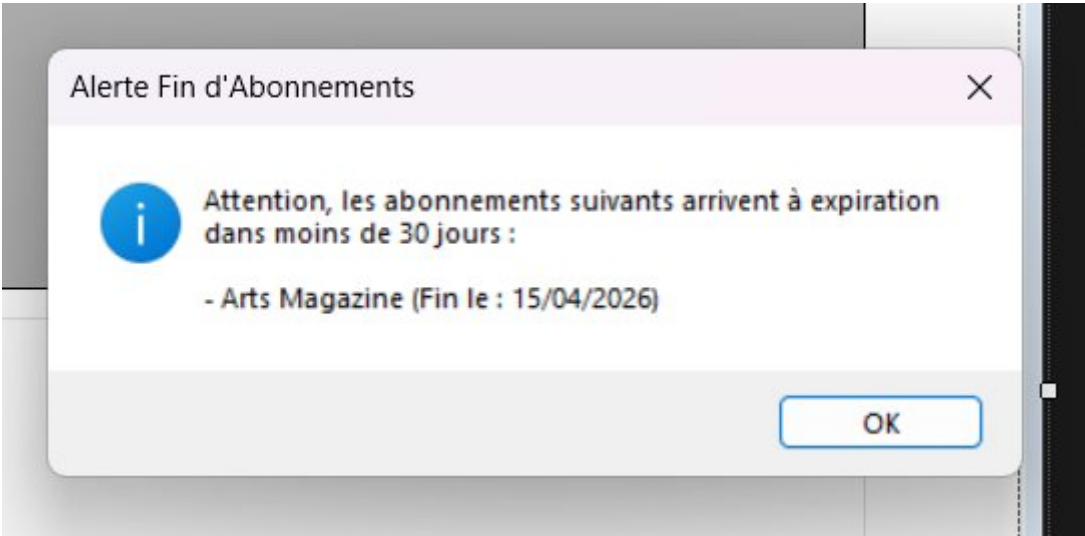 Alerte Fin d'Abonnements
Attention, les abonnements suivants arrivent à expiration
dans moins de 30 jours :
- Arts Magazine (Fin le : 15/04/2026)
OK